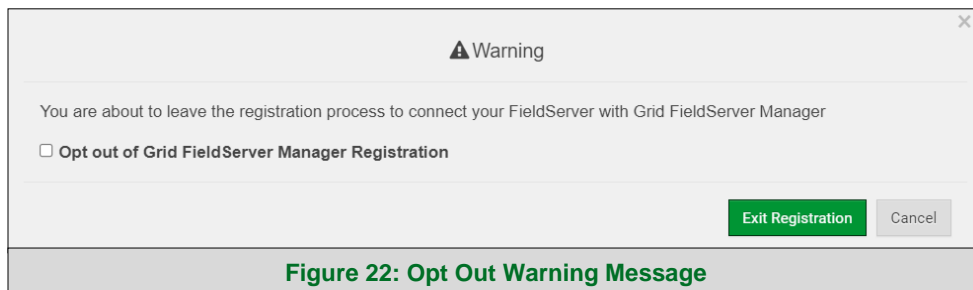 Warning
You are about to leave the registration process to connect your FieldServer with Grid FieldServer Manager
Opt out of Grid FieldServer Manager Registration
Exit Registration Cancel
Figure 22: Opt Out Warning Message